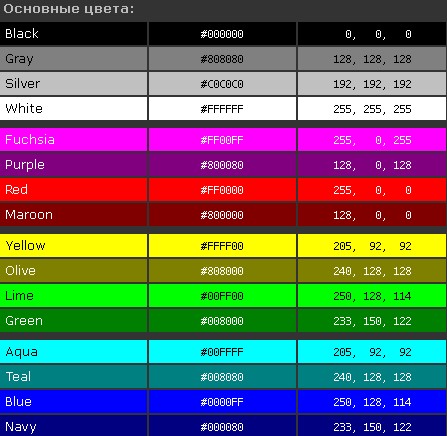 Основные цвета:
Black #000000 0, 0, 0
Gray #808080 128, 128, 128
Silver #C0C0C0 192, 192, 192
White #FFFFFF 255, 255, 255
Fuchsia #FF00FF 255, 0, 255
Purple #800080 128, 0, 128
Red #FF0000 255, 0, 0
Maroon #800000 128, 0, 0
Yellow #FFFF00 205, 92, 92
Olive #808000 240, 128, 128
Lime #00FF00 250, 128, 114
Green #008000 233, 150, 122
Aqua #00FFFF 205, 92, 92
Teal #008080 240, 128, 128
Blue #0000FF 250, 128, 114
Navy #000080 233, 150, 122